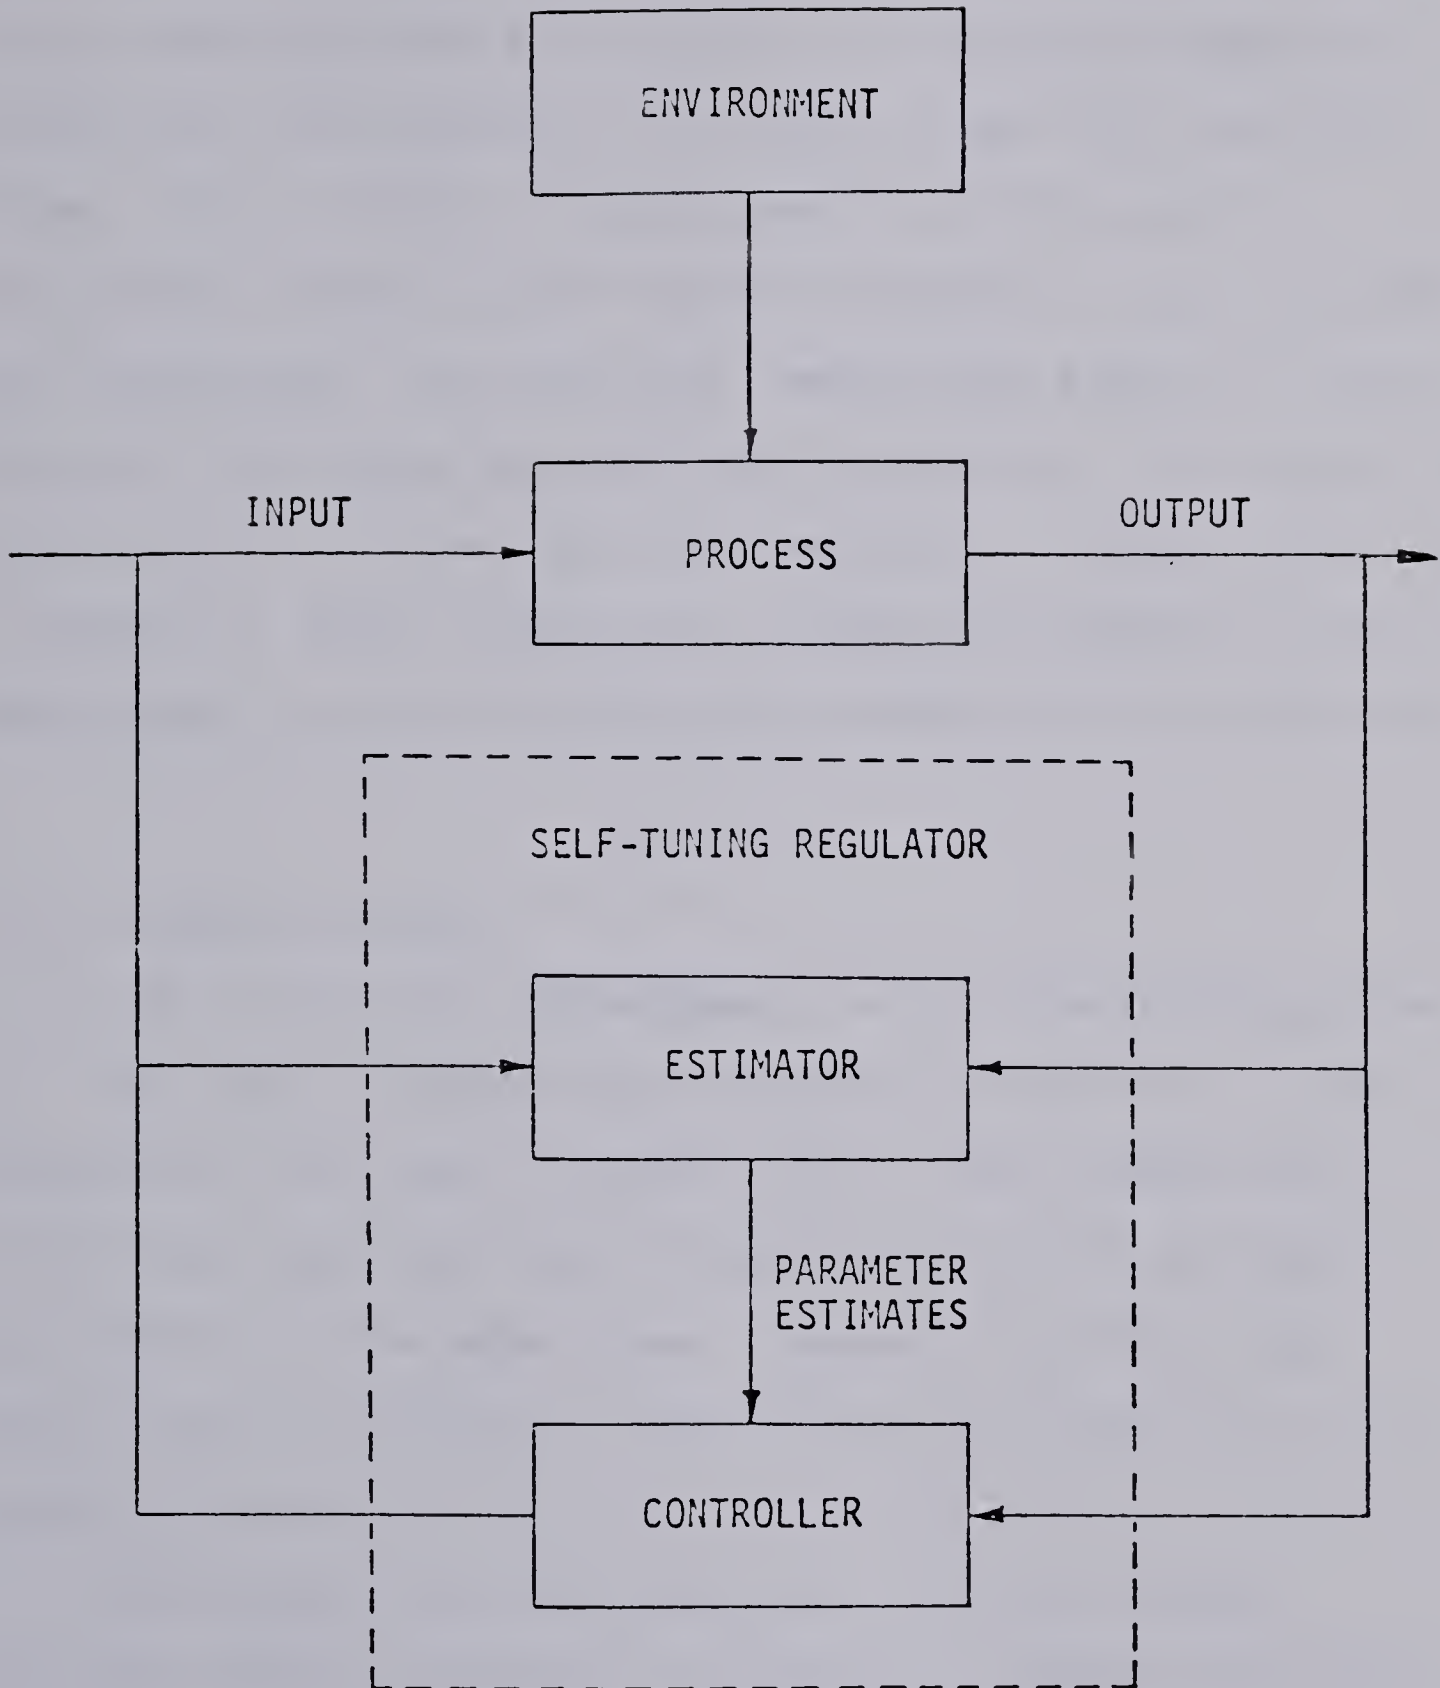 ENVIRONMENT
INPUT
PROCESS
OUTPUT
SELF-TUNING REGULATOR
ESTIMATOR
PARAMETER
ESTIMATES
CONTROLLER